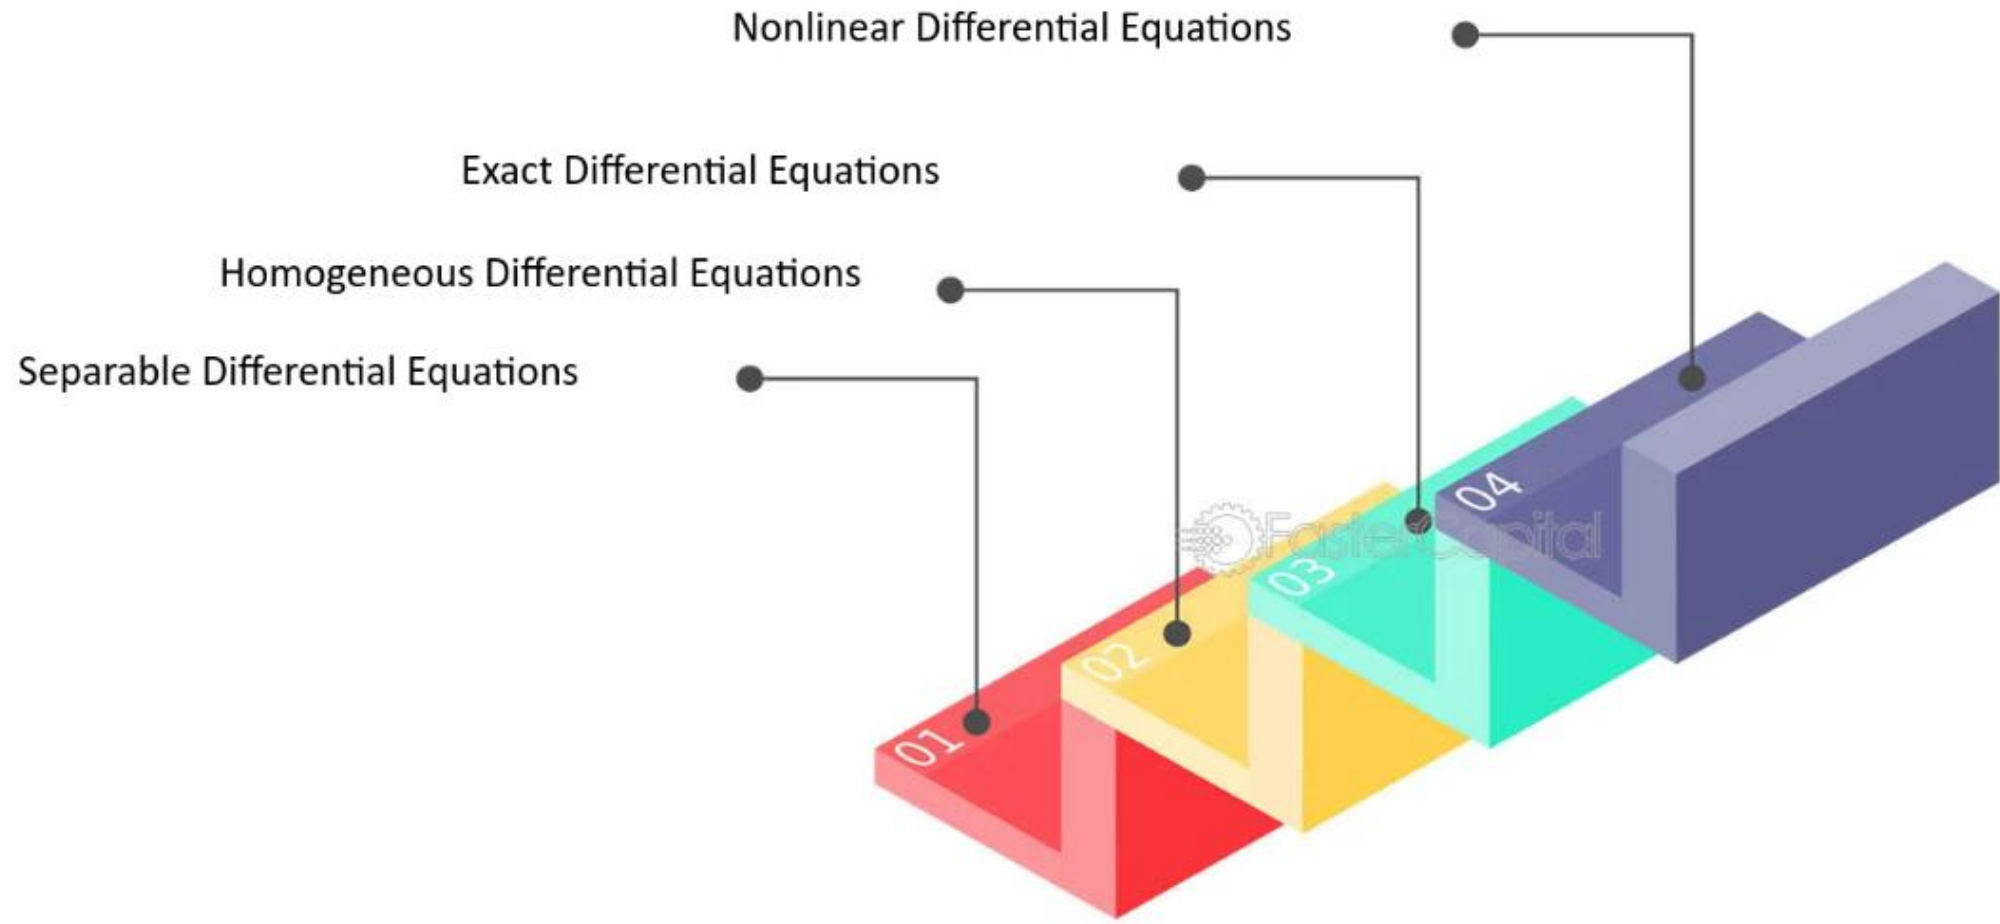 Nonlinear Differential Equations
Exact Differential Equations
Homogeneous Differential Equations
Separable Differential Equations
04
FasterCapital
03
02
01